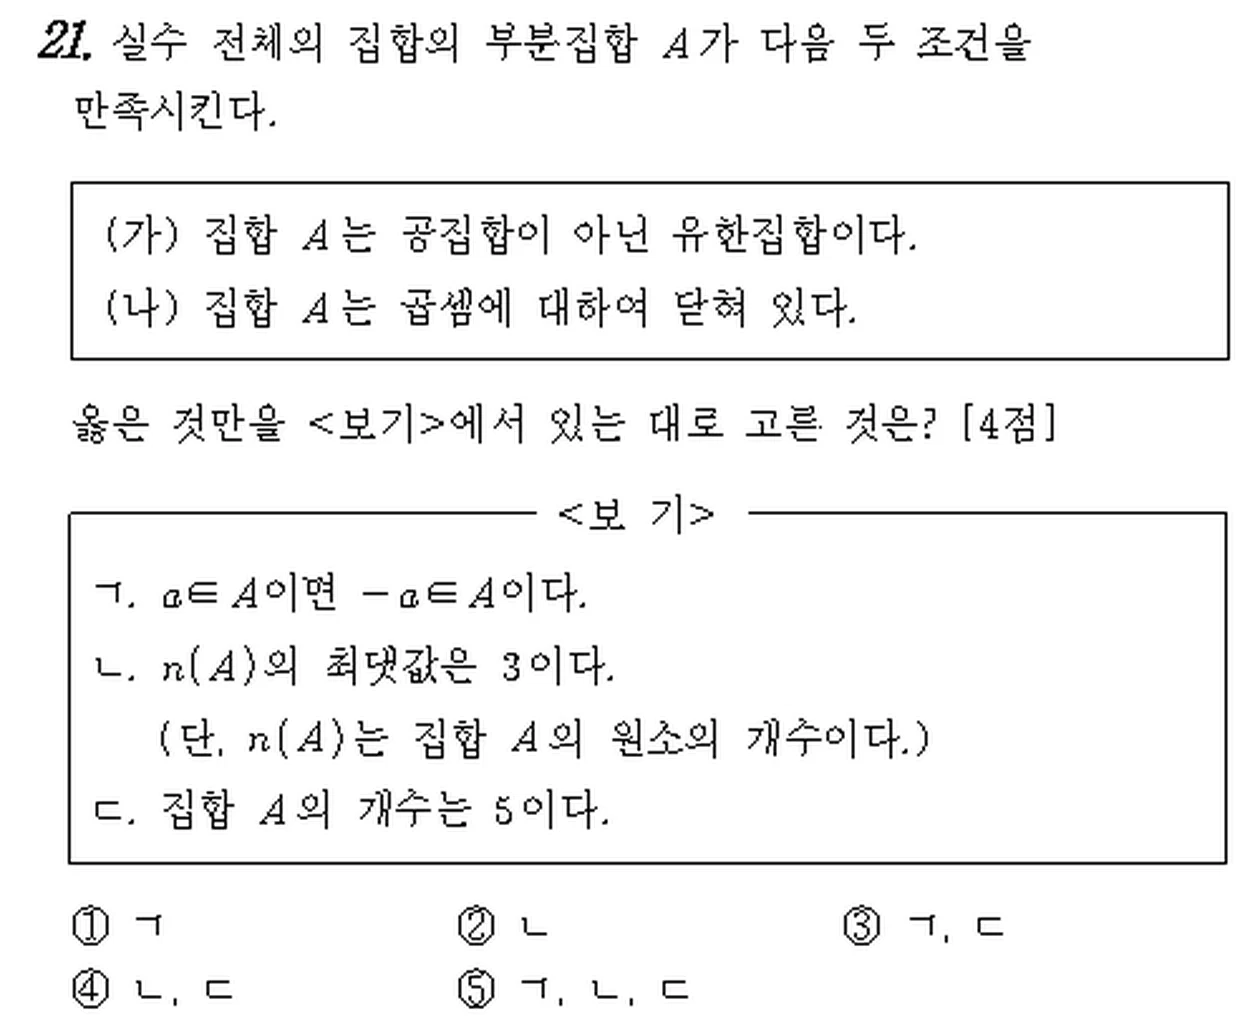 21. 실수 전체의 집합의 부분집합 A가 다음 두 조건을
만족시킨다.
(가) 집합 A는 공집합이 아닌 유한집합이다.
(나) 집합 A는 곱셈에 대하여 닫혀 있다.
옳은 것만을 <보기>에서 있는 대로 고른 것은? [4점]
<보 기>
ㄱ. a∈A이면 -a∈A이다.
ㄴ. n(A)의 최댓값은 3이다.
(단, n(A)는 집합 A의 원소의 개수이다.)
ㄷ. 집합 A의 개수는 5이다.
① ㄱ ② ㄴ ③ ㄱ, ㄷ
④ ㄴ, ㄷ ⑤ ㄱ, ㄴ, ㄷ